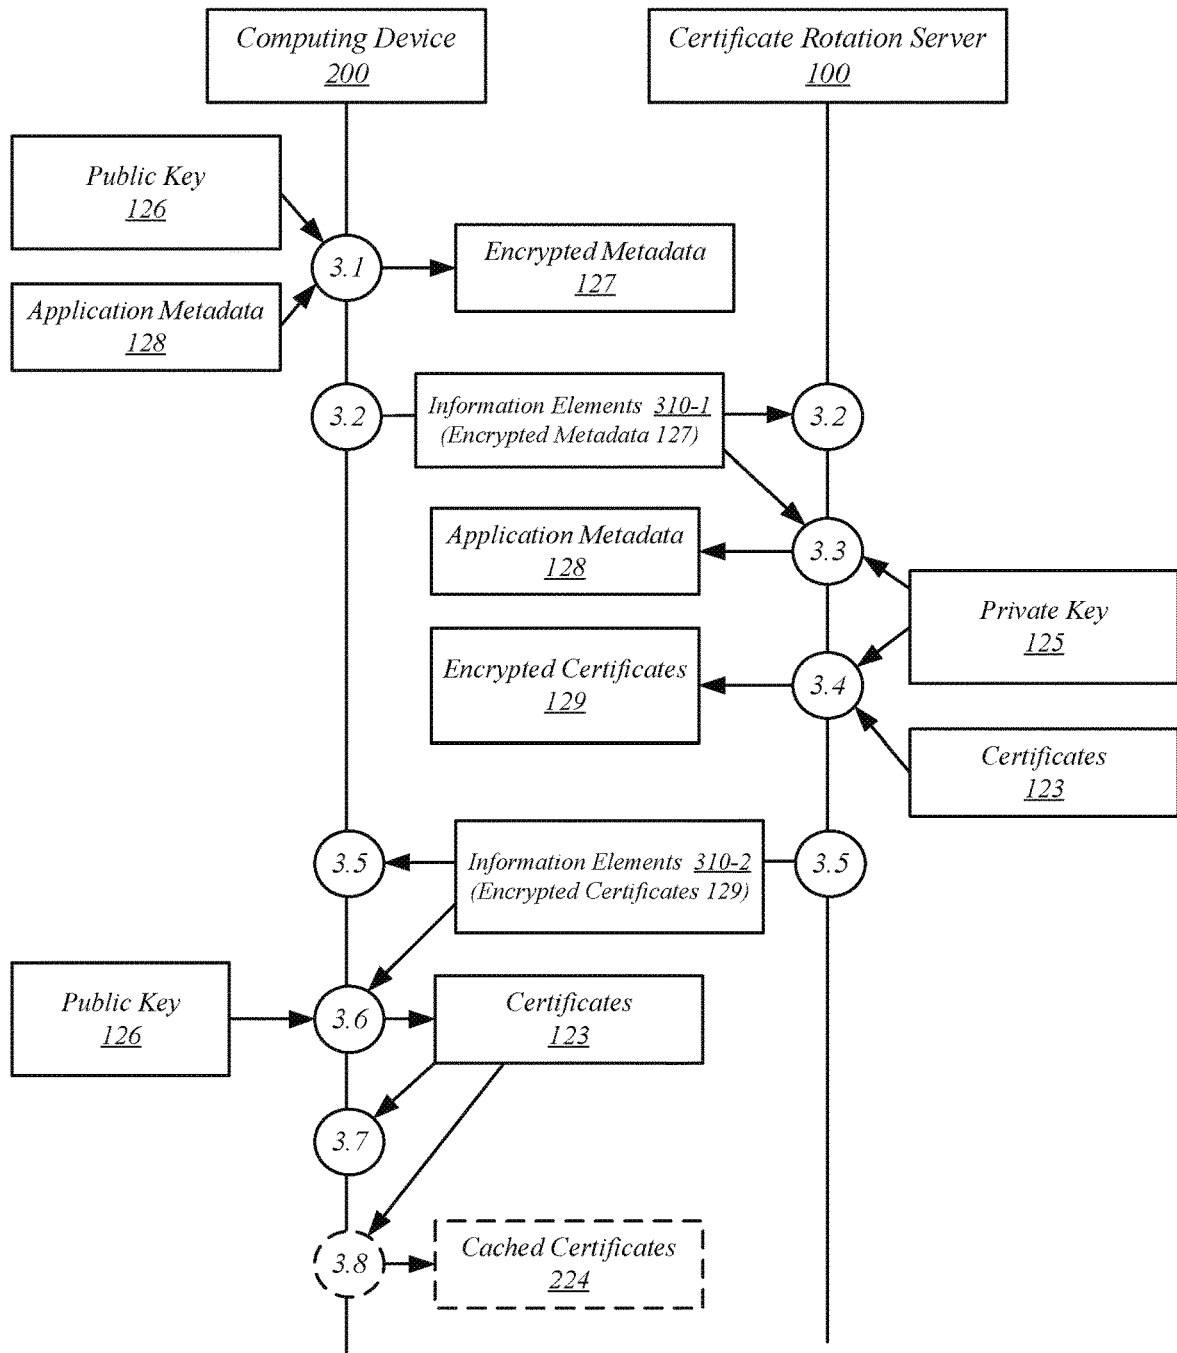 Computing Device
200
Certificate Rotation Server
100
Public Key
126
3.1
Encrypted Metadata
127
Application Metadata
128
3.2
Information Elements 310-1
(Encrypted Metadata 127)
3.2
Application Metadata
128
3.3
Private Key
125
Encrypted Certificates
129
3.4
Certificates
123
3.5
Information Elements 310-2
(Encrypted Certificates 129)
3.5
Public Key
126
3.6
Certificates
123
3.7
3.8
Cached Certificates
224